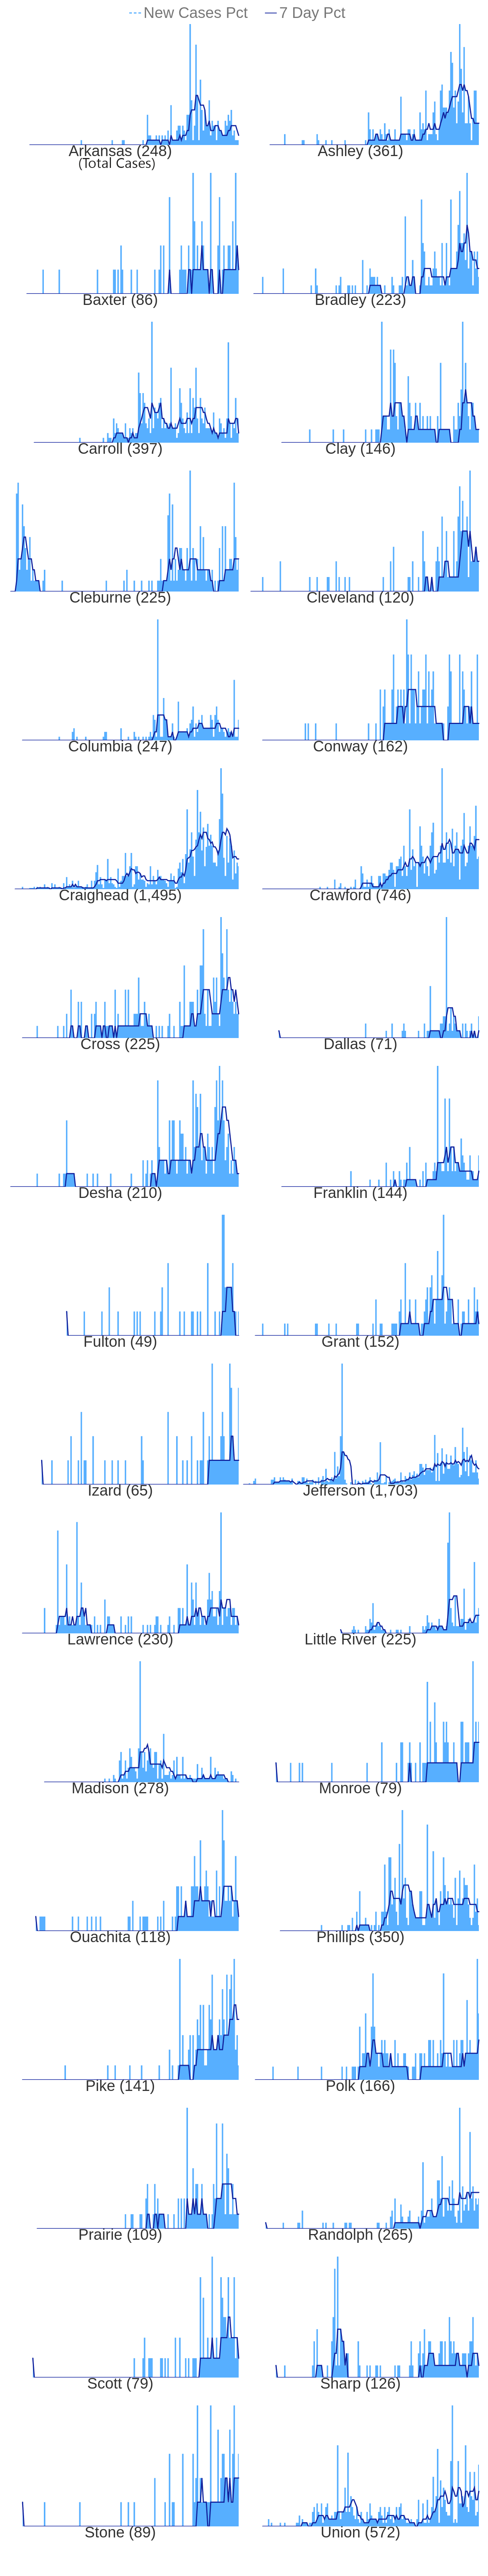 New Cases Pct 7 Day Pct
Arkansas (248) Ashley (361)
(Total Cases)
Baxter (86) Bradley (223)
Carroll (397) Clay (146)
Cleburne (225) Cleveland (120)
Columbia (247) Conway (162)
Craighead (1,495) Crawford (746)
Cross (225) Dallas (71)
Desha (210) Franklin (144)
Fulton (49) Grant (152)
Izard (65) Jefferson (1,703)
Lawrence (230) Little River (225)
Madison (278) Monroe (79)
Ouachita (118) Phillips (350)
Pike (141) Polk (166)
Prairie (109) Randolph (265)
Scott (79) Sharp (126)
Stone (89) Union (572)